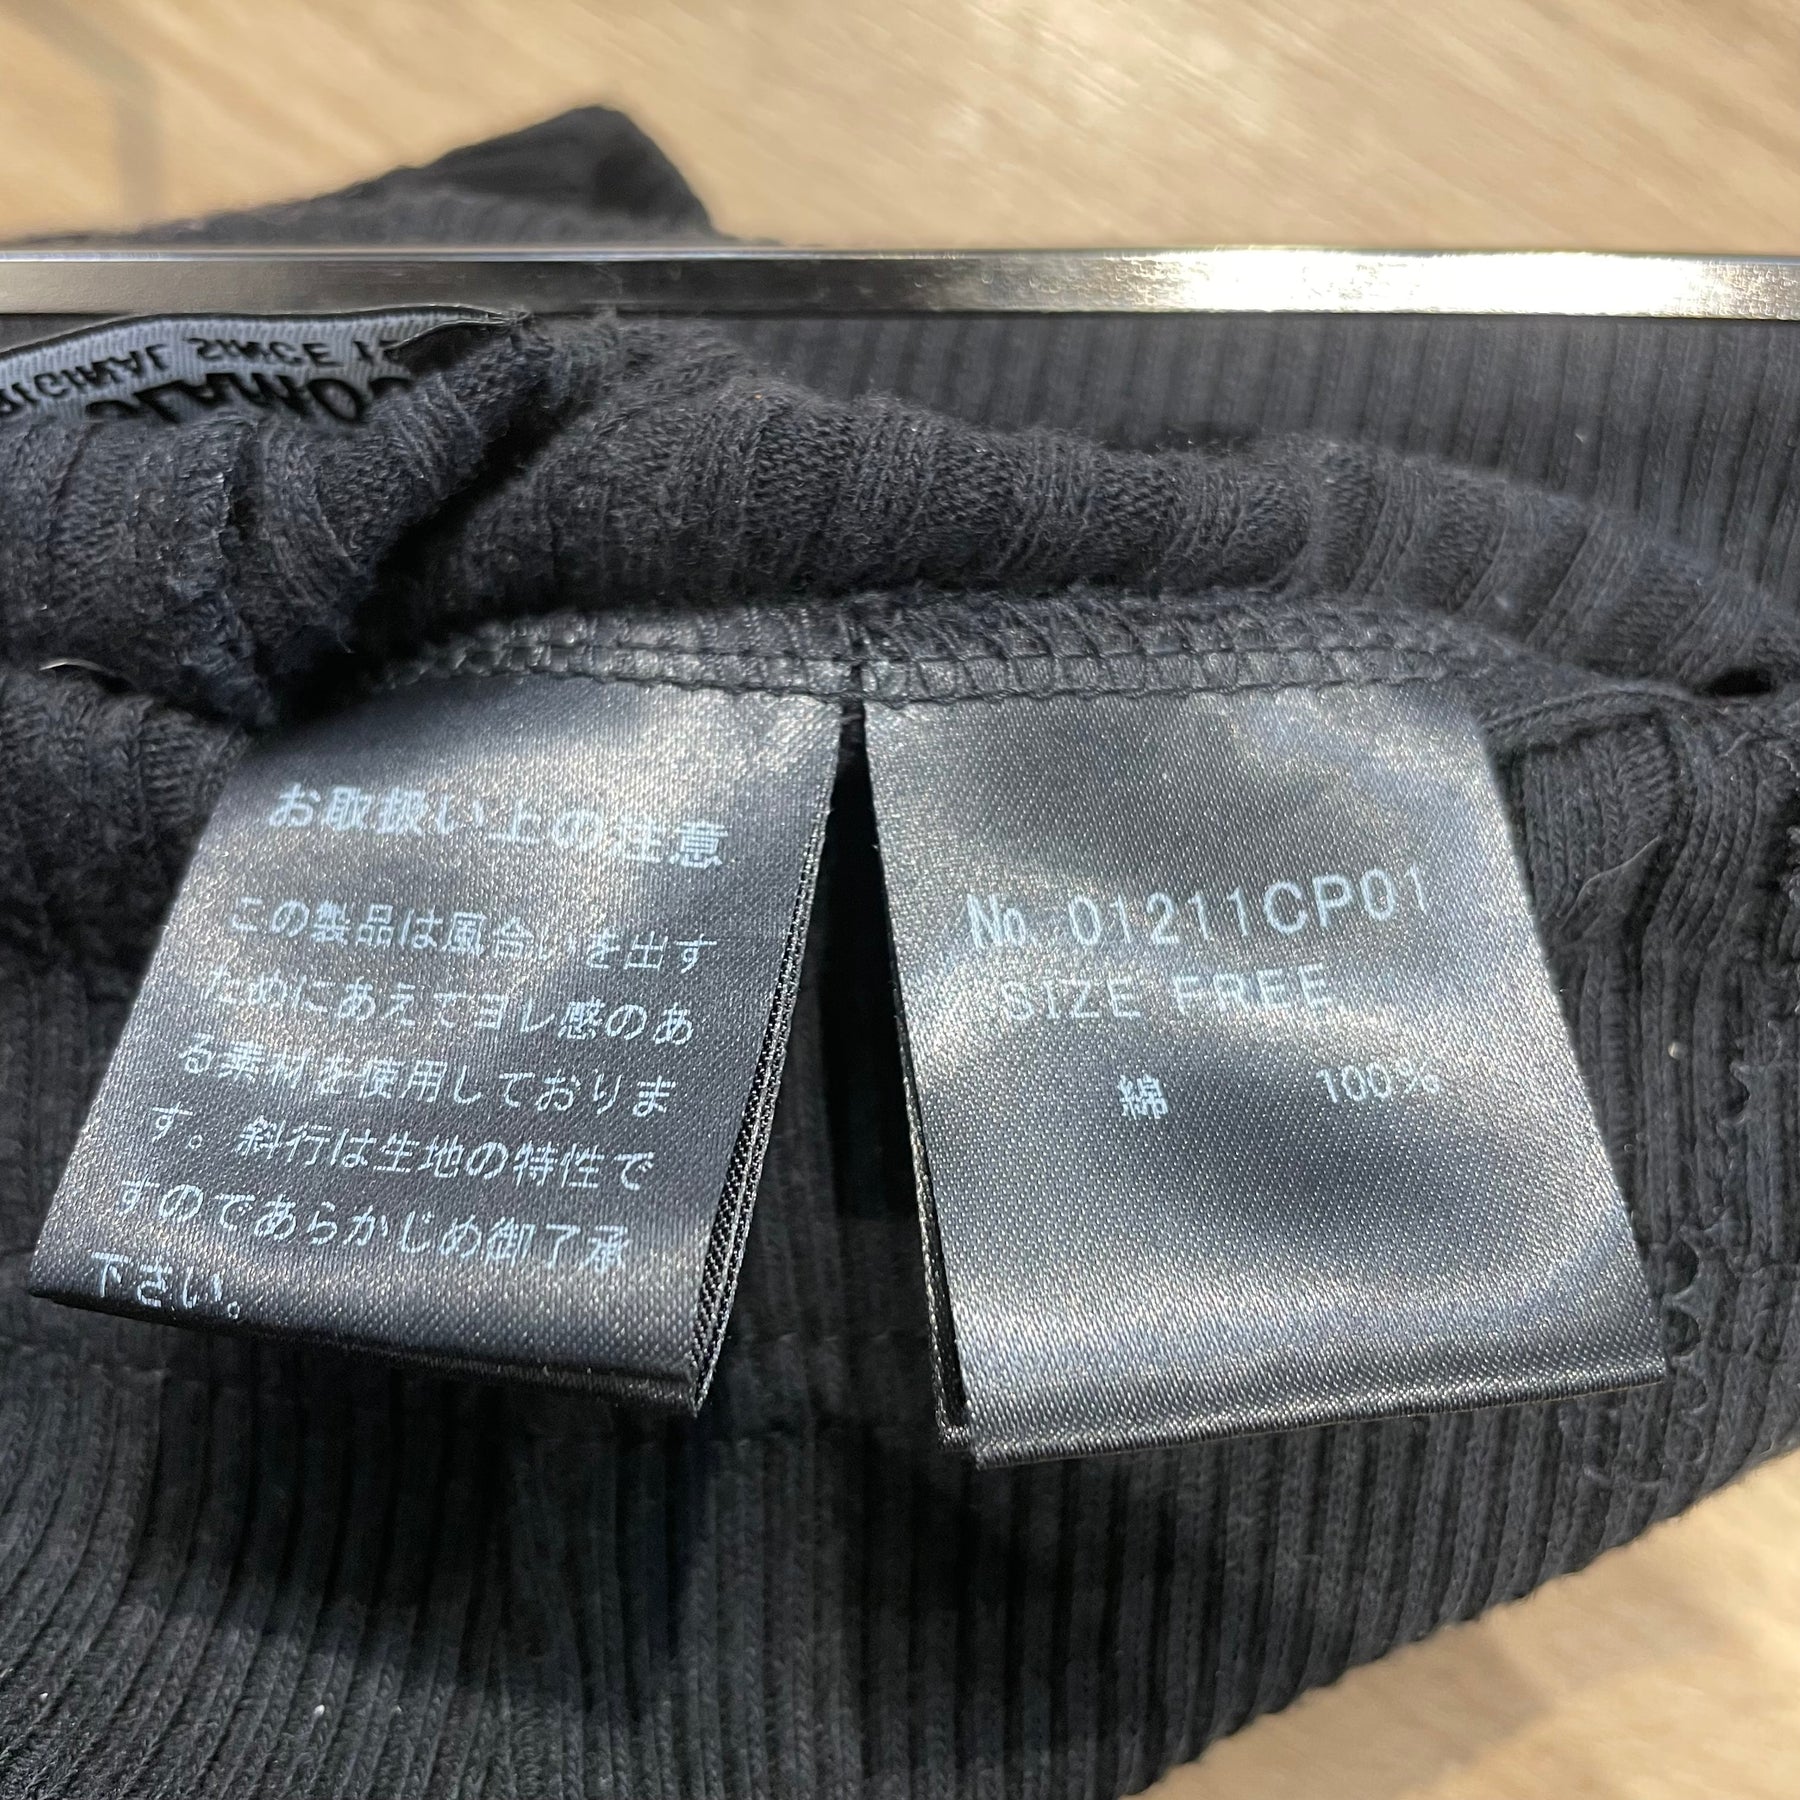 ORIGINAL SINCE
お取扱い上の注意
この製品は風合いを出す
ためにあえてヨレ感のあ
る素材を使用しておりま
す。斜行は生地の特性で
すのであらかじめ御了承
下さい。
№ 01211CP01
SIZE FREE
綿 100%